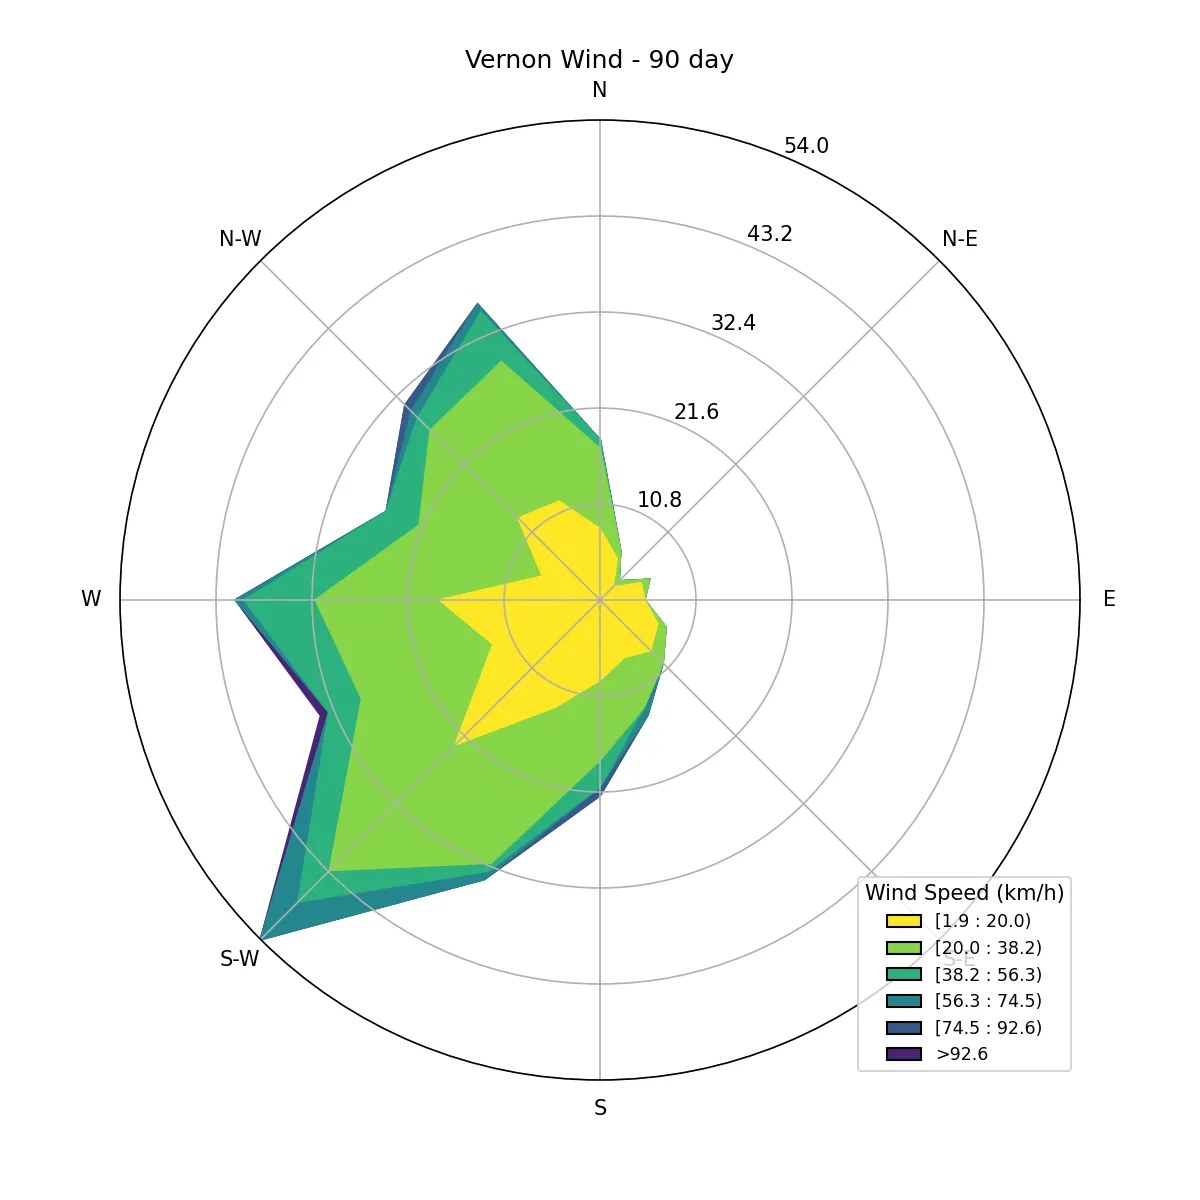 Vernon Wind - 90 day
N
54.0
N-W
N-E
43.2
32.4
21.6
10.8
W
E
S-W
S-E
S
Wind Speed (km/h)
[1.9 : 20.0)
[20.0 : 38.2)
[38.2 : 56.3)
[56.3 : 74.5)
[74.5 : 92.6)
>92.6